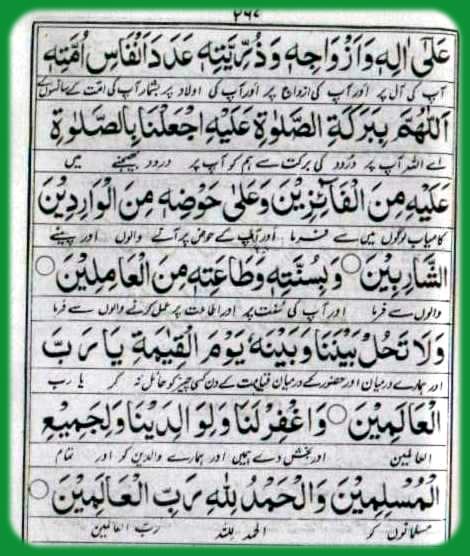 ۲۶۷
عَلٰى اٰلِهٖ وَاَزْوَاجِهٖ وَذُرِّيَّتِهٖ عَدَدَ اَنْفَاسِ اُمَّتِهٖ
آپ کی آل پر اور آپ کی ازواج پر اور آپ کی اولاد پر بشمار آپ کی امت کے سانسوں کے
اَللّٰهُمَّ بِبَرَكَةِ الصَّلٰوةِ عَلَيْهِ اجْعَلْنَا بِالصَّلٰوةِ
اے اللہ آپ پر درود کی برکت سے ہم کو آپ پر درود بھیجنے میں
عَلَيْهِ مِنَ الْفَائِزِيْنَ وَعَلٰى حَوْضِهٖ مِنَ الْوَارِدِيْنَ
کامیاب لوگوں میں سے فرما اور آپ کے حوض پر آنے والوں اور پینے
الشَّارِبِيْنَ ○ وَبِسُنَّتِهٖ وَطَاعَتِهٖ مِنَ الْعَامِلِيْنَ ○
والوں سے فرما اور آپ کی سنت پر اور اطاعت پر عمل کرنے والوں سے فرما
وَلَا تَحُلْ بَيْنَنَا وَبَيْنَهٗ يَوْمَ الْقِيٰمَةِ يَا رَبَّ
اور ہمارے درمیان اور حضور کے درمیان قیامت کے دن کسی چیز کو حائل نہ کر یا رب
الْعَالَمِيْنَ ○ وَاغْفِرْ لَنَا وَلِوَالِدِيْنَا وَلِجَمِيْعِ
العالمین اور بخش دے ہمیں اور ہمارے والدین کو اور تمام
الْمُسْلِمِيْنَ وَالْحَمْدُ لِلّٰهِ رَبِّ الْعَالَمِيْنَ ○
مسلمانوں کو الحمد للہ رب العالمین